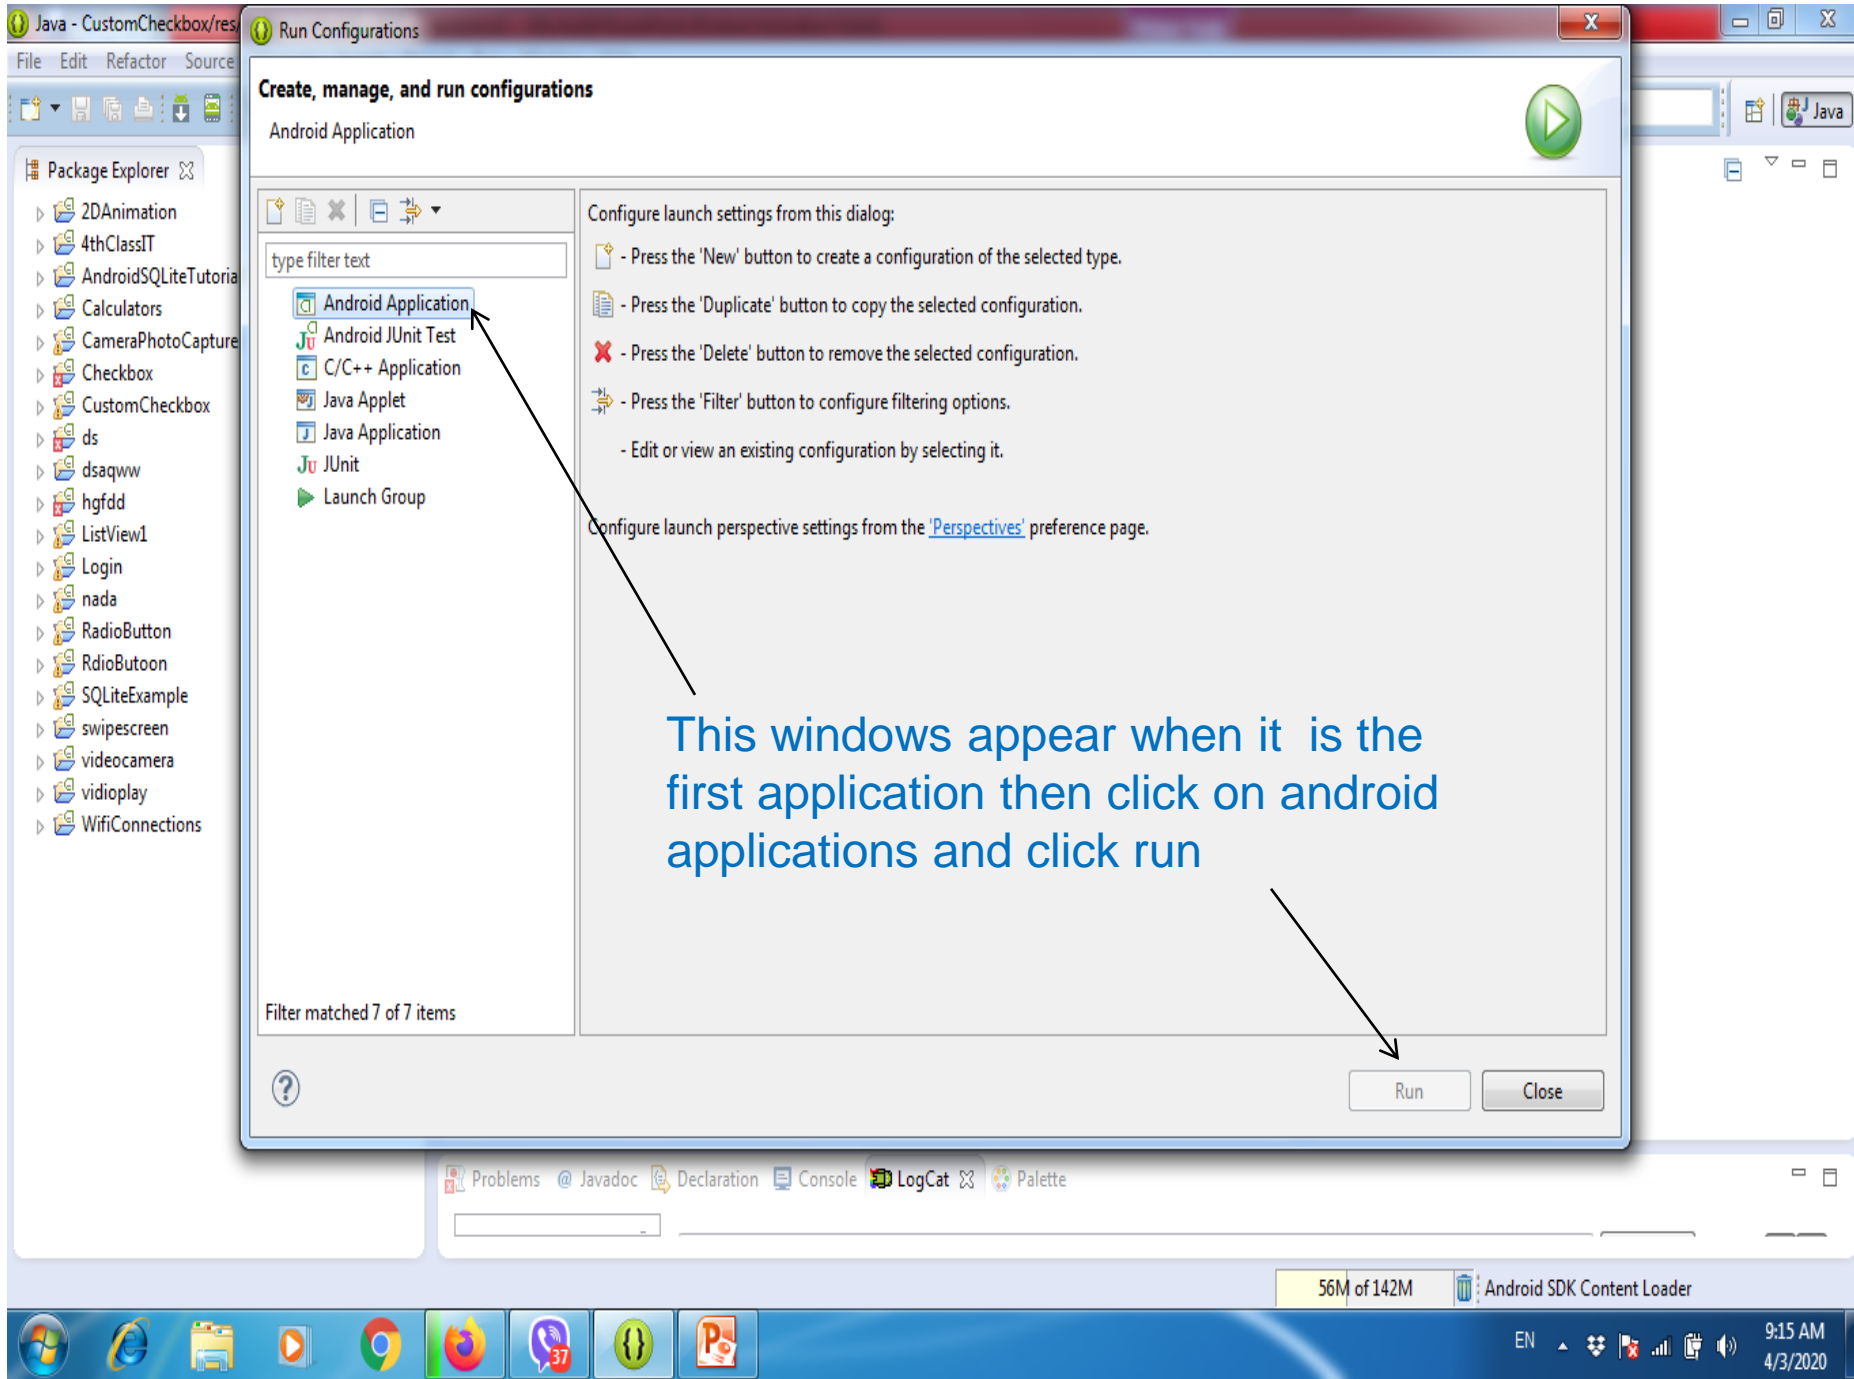 Java - CustomCheckbox/res/
Run Configurations
File Edit Refactor Source
Create, manage, and run configurations
Android Application
Java
Package Explorer
2DAnimation
4thClassIT
AndroidSQLiteTutoria
Calculators
CameraPhotoCapture
Checkbox
CustomCheckbox
ds
dsaqww
hgfdd
ListView1
Login
nada
RadioButton
RdioButoon
SQLiteExample
swipescreen
videocamera
vidioplay
WifiConnections
type filter text
Android Application
Android JUnit Test
C/C++ Application
Java Applet
Java Application
JUnit
Launch Group
Filter matched 7 of 7 items
Configure launch settings from this dialog:
- Press the 'New' button to create a configuration of the selected type.
- Press the 'Duplicate' button to copy the selected configuration.
- Press the 'Delete' button to remove the selected configuration.
- Press the 'Filter' button to configure filtering options.
- Edit or view an existing configuration by selecting it.
Configure launch perspective settings from the 'Perspectives' preference page.
This windows appear when it is the
first application then click on android
applications and click run
Run Close
Problems Javadoc Declaration Console LogCat Palette
56M of 142M Android SDK Content Loader
37
EN
9:15 AM
4/3/2020